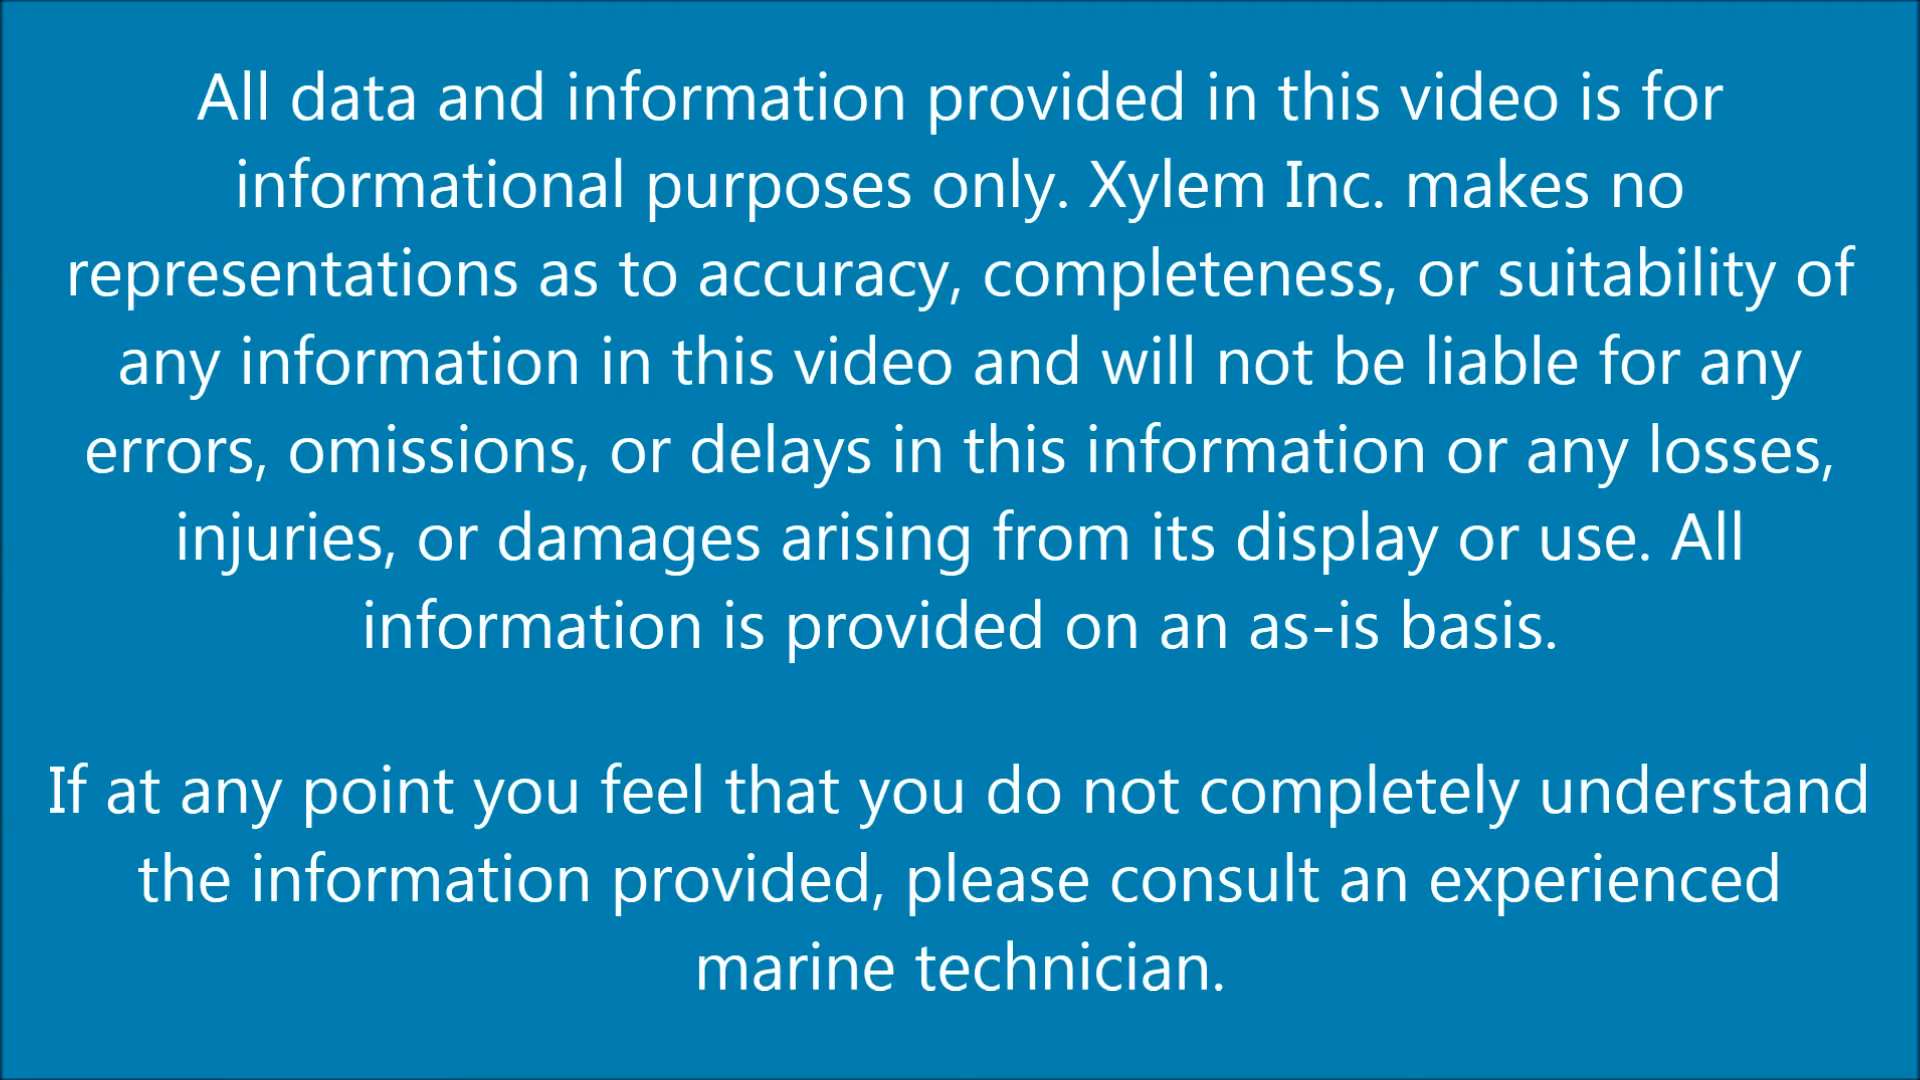 All data and information provided in this video is for
informational purposes only. Xylem Inc. makes no
representations as to accuracy, completeness, or suitability of
any information in this video and will not be liable for any
errors, omissions, or delays in this information or any losses,
injuries, or damages arising from its display or use. All
information is provided on an as-is basis.
If at any point you feel that you do not completely understand
the information provided, please consult an experienced
marine technician.